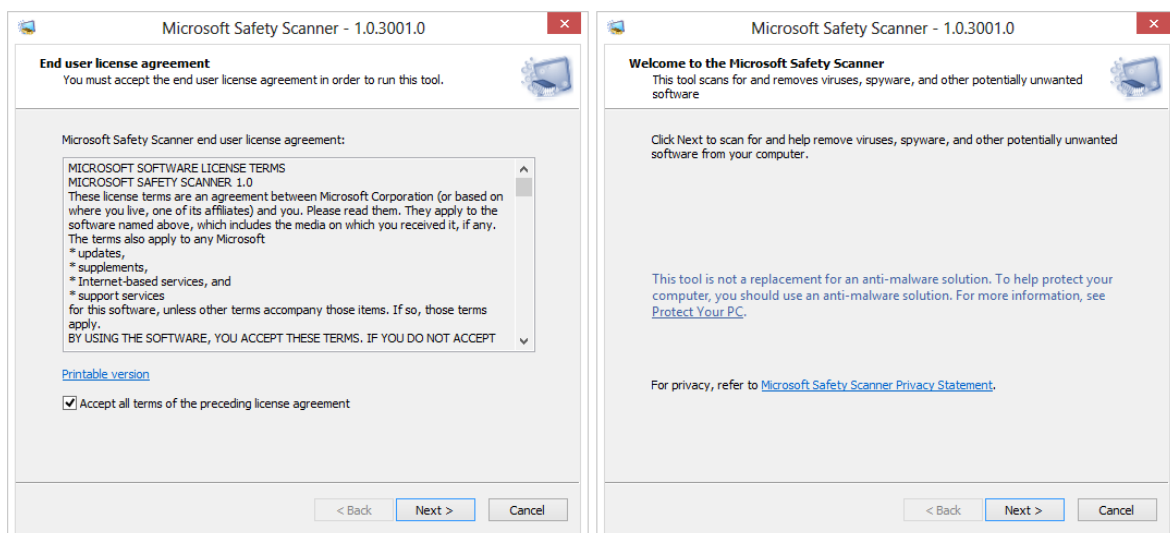 Microsoft Safety Scanner - 1.0.3001.0
End user license agreement
You must accept the end user license agreement in order to run this tool.
Microsoft Safety Scanner end user license agreement:
MICROSOFT SOFTWARE LICENSE TERMS
MICROSOFT SAFETY SCANNER 1.0
These license terms are an agreement between Microsoft Corporation (or based on
where you live, one of its affiliates) and you. Please read them. They apply to the
software named above, which includes the media on which you received it, if any.
The terms also apply to any Microsoft
* updates,
* supplements,
* Internet-based services, and
* support services
for this software, unless other terms accompany those items. If so, those terms
apply.
BY USING THE SOFTWARE, YOU ACCEPT THESE TERMS. IF YOU DO NOT ACCEPT
Printable version
Accept all terms of the preceding license agreement
< Back
Next >
Cancel
Microsoft Safety Scanner - 1.0.3001.0
Welcome to the Microsoft Safety Scanner
This tool scans for and removes viruses, spyware, and other potentially unwanted
software
Click Next to scan for and help remove viruses, spyware, and other potentially unwanted
software from your computer.
This tool is not a replacement for an anti-malware solution. To help protect your
computer, you should use an anti-malware solution. For more information, see
Protect Your PC.
For privacy, refer to Microsoft Safety Scanner Privacy Statement.
< Back
Next >
Cancel